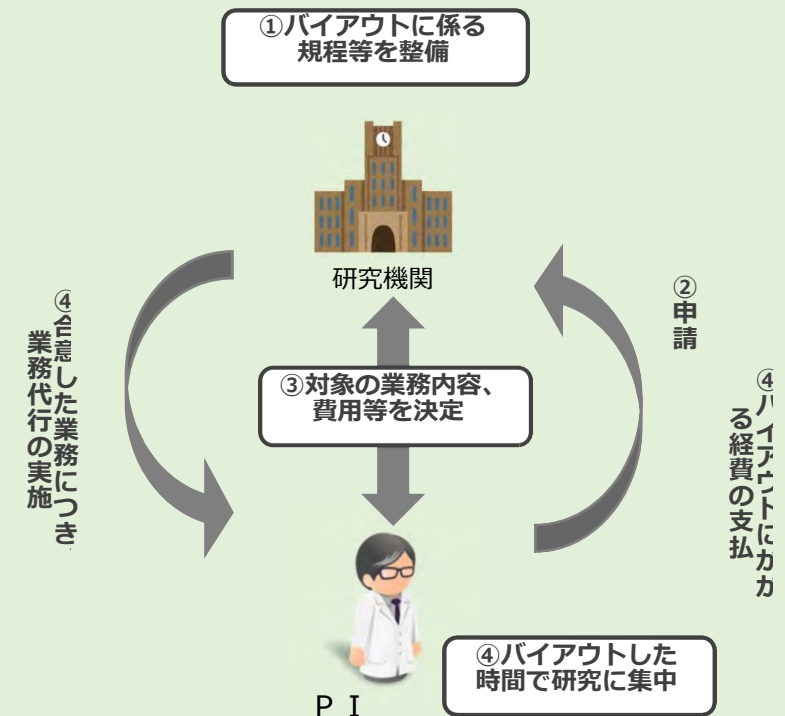 ①バイアウトに係る
規程等を整備
研究機関
②申請
③対象の業務内容、
費用等を決定
④合意した業務につき
業務代行の実施
④バイアウトにかか
る経費の支払
④バイアウトした
時間で研究に集中
ＰＩ